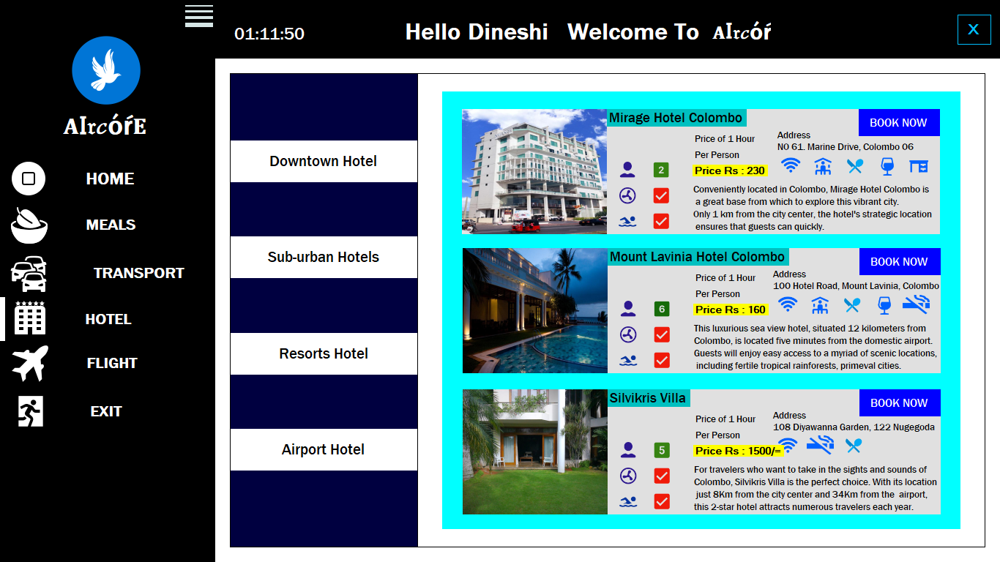 01:11:50
Hello Dineshi Welcome To AIrcóŕ
X
AIrcóŕE
HOME
MEALS
TRANSPORT
HOTEL
FLIGHT
EXIT
Downtown Hotel
Sub-urban Hotels
Resorts Hotel
Airport Hotel
Mirage Hotel Colombo
BOOK NOW
Price of 1 Hour
Per Person
Price Rs : 230
Address
N0 61. Marine Drive, Colombo 06
2
Conveniently located in Colombo, Mirage Hotel Colombo is
a great base from which to explore this vibrant city.
Only 1 km from the city center, the hotel's strategic location
ensures that guests can quickly.
Mount Lavinia Hotel Colombo
BOOK NOW
Price of 1 Hour
Per Person
Price Rs : 160
Address
100 Hotel Road, Mount Lavinia, Colombo
6
This luxurious sea view hotel, situated 12 kilometers from
Colombo, is located five minutes from the domestic airport.
Guests will enjoy easy access to a myriad of scenic locations,
including fertile tropical rainforests, primeval cities.
Silvikris Villa
BOOK NOW
Price of 1 Hour
Per Person
Price Rs : 1500/=
Address
108 Diyawanna Garden, 122 Nugegoda
5
For travelers who want to take in the sights and sounds of
Colombo, Silvikris Villa is the perfect choice. With its location
just 8Km from the city center and 34Km from the airport,
this 2-star hotel attracts numerous travelers each year.